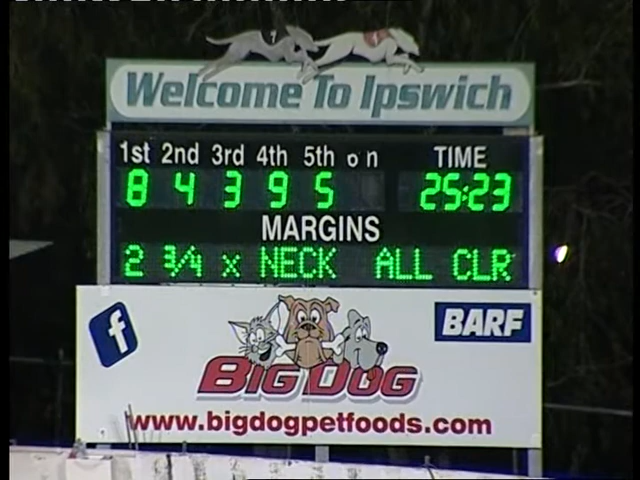 Welcome To Ipswich
1st 2nd 3rd 4th 5th on TIME
8 4 3 9 5 25:23
MARGINS
2 3/4 x NECK ALL CLR
f
BARF
BIG DOG
www.bigdogpetfoods.com